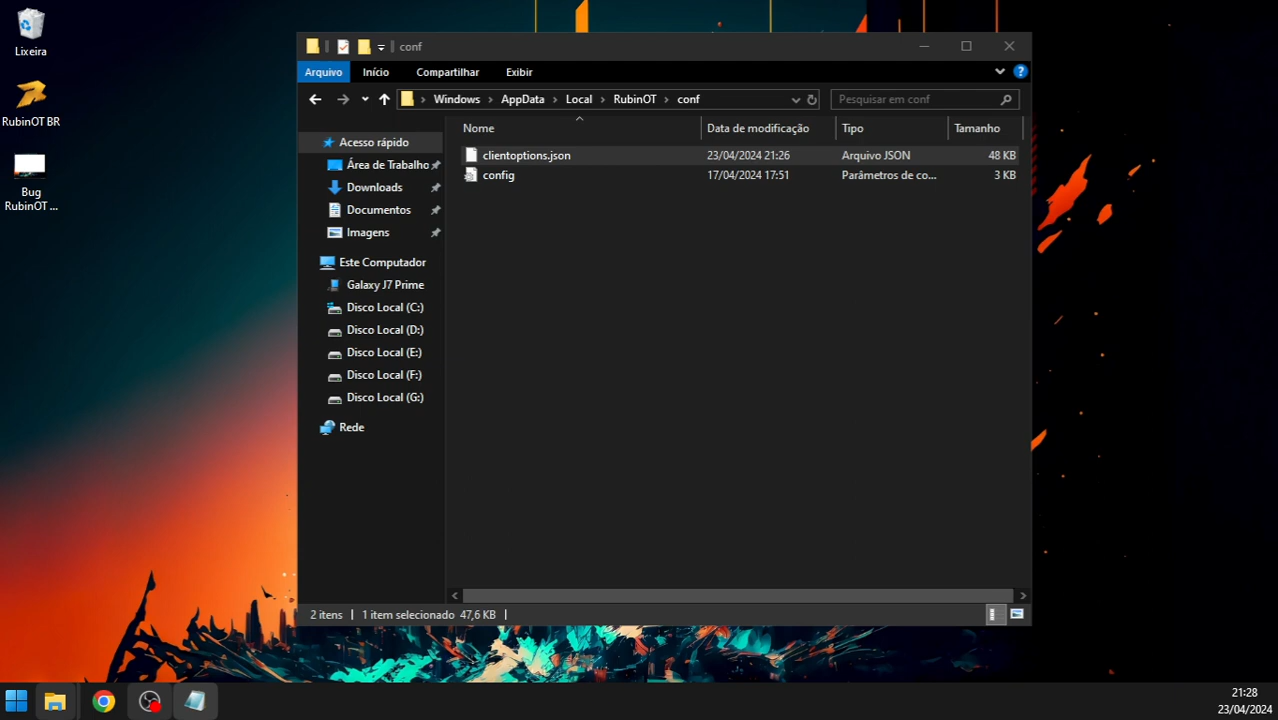 Lixeira
RubinOT BR
Bug
RubinOT ...
conf
Arquivo Início Compartilhar Exibir
Windows AppData Local RubinOT conf
Pesquisar em conf
Nome Data de modificação Tipo Tamanho
clientoptions.json 23/04/2024 21:26 Arquivo JSON 48 KB
config 17/04/2024 17:51 Parâmetros de co... 3 KB
Acesso rápido
Área de Trabalho
Downloads
Documentos
Imagens
Este Computador
Galaxy J7 Prime
Disco Local (C:)
Disco Local (D:)
Disco Local (E:)
Disco Local (F:)
Disco Local (G:)
Rede
2 itens 1 item selecionado 47,6 KB
21:28
23/04/2024